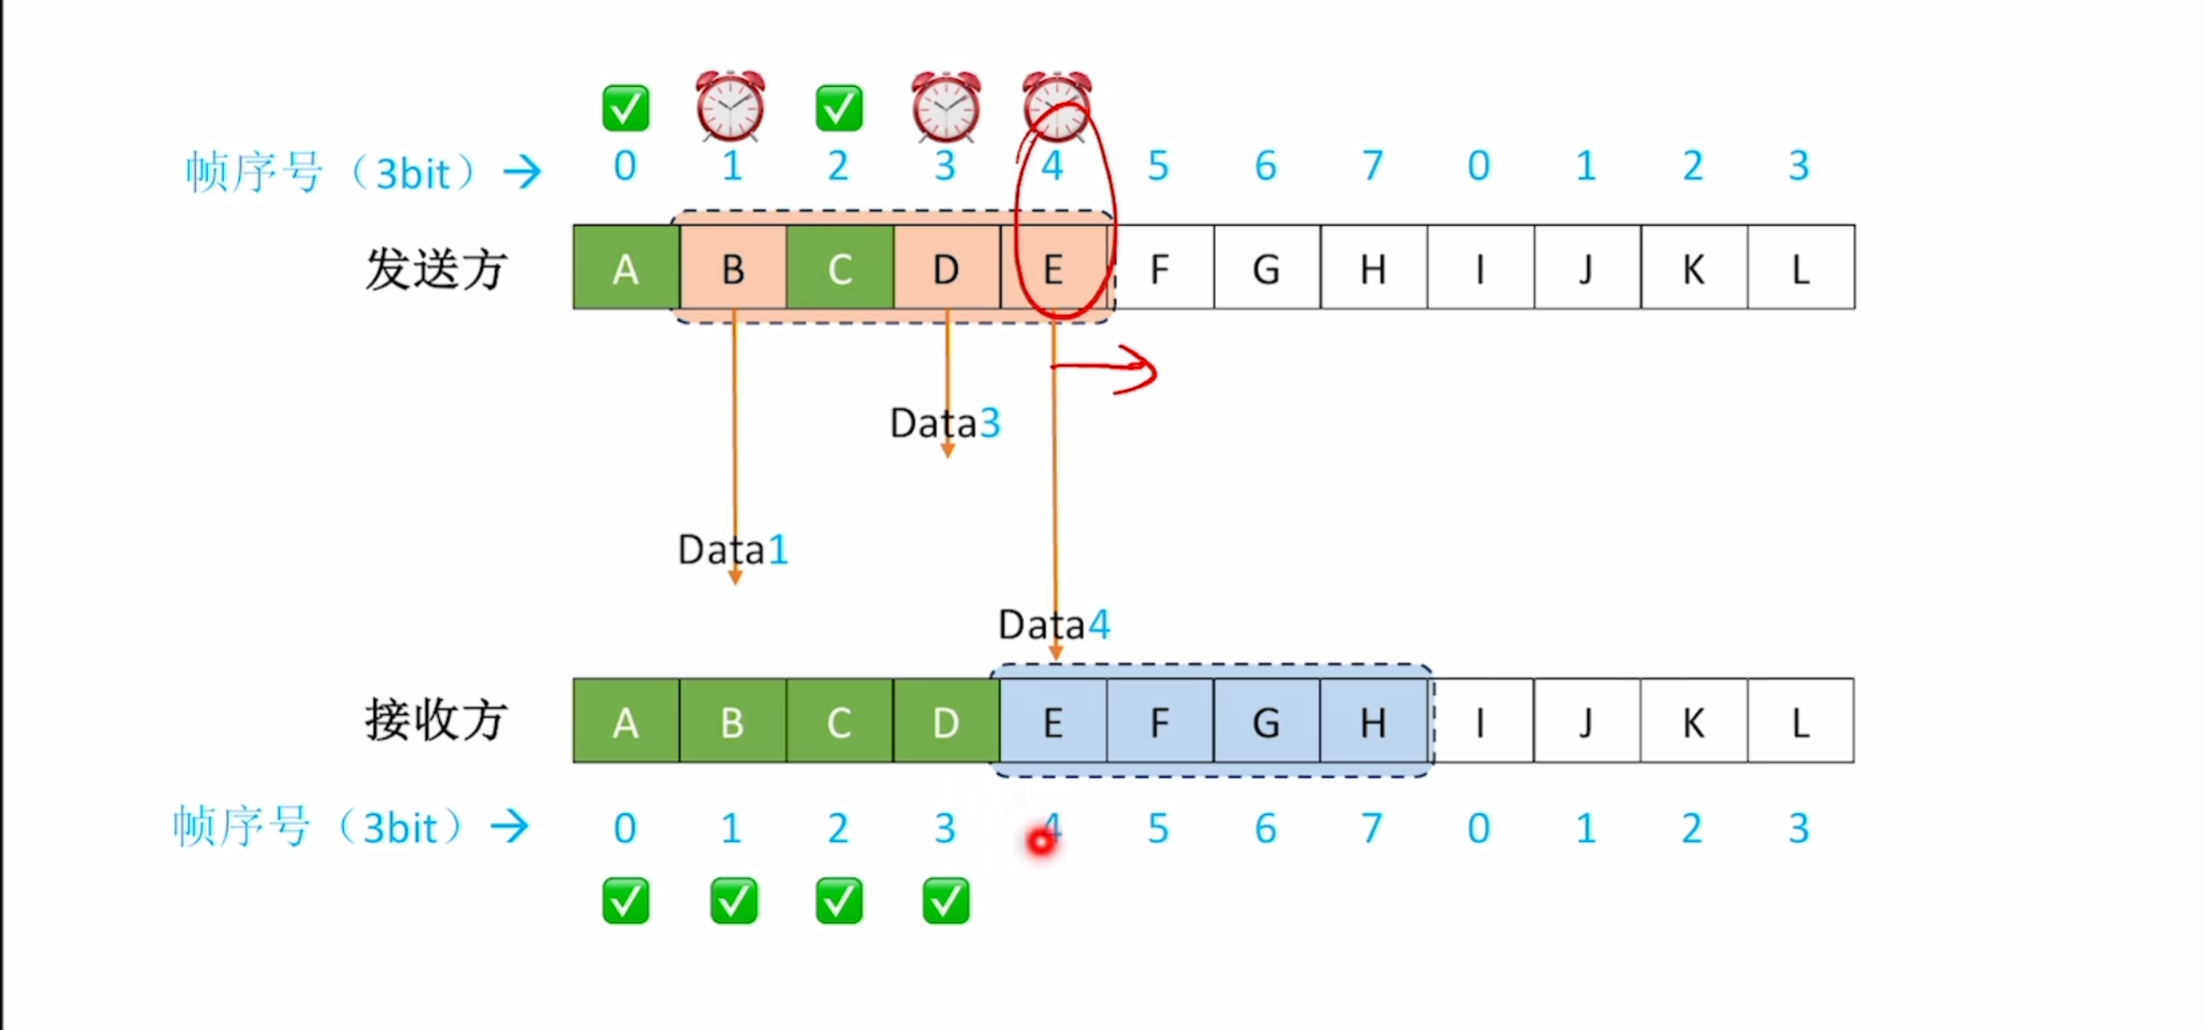 帧序号（3bit）→ 0 1 2 3 4 5 6 7 0 1 2 3
发送方 A B C D E F G H I J K L
Data3
Data1
Data4
接收方 A B C D E F G H I J K L
帧序号（3bit）→ 0 1 2 3 4 5 6 7 0 1 2 3